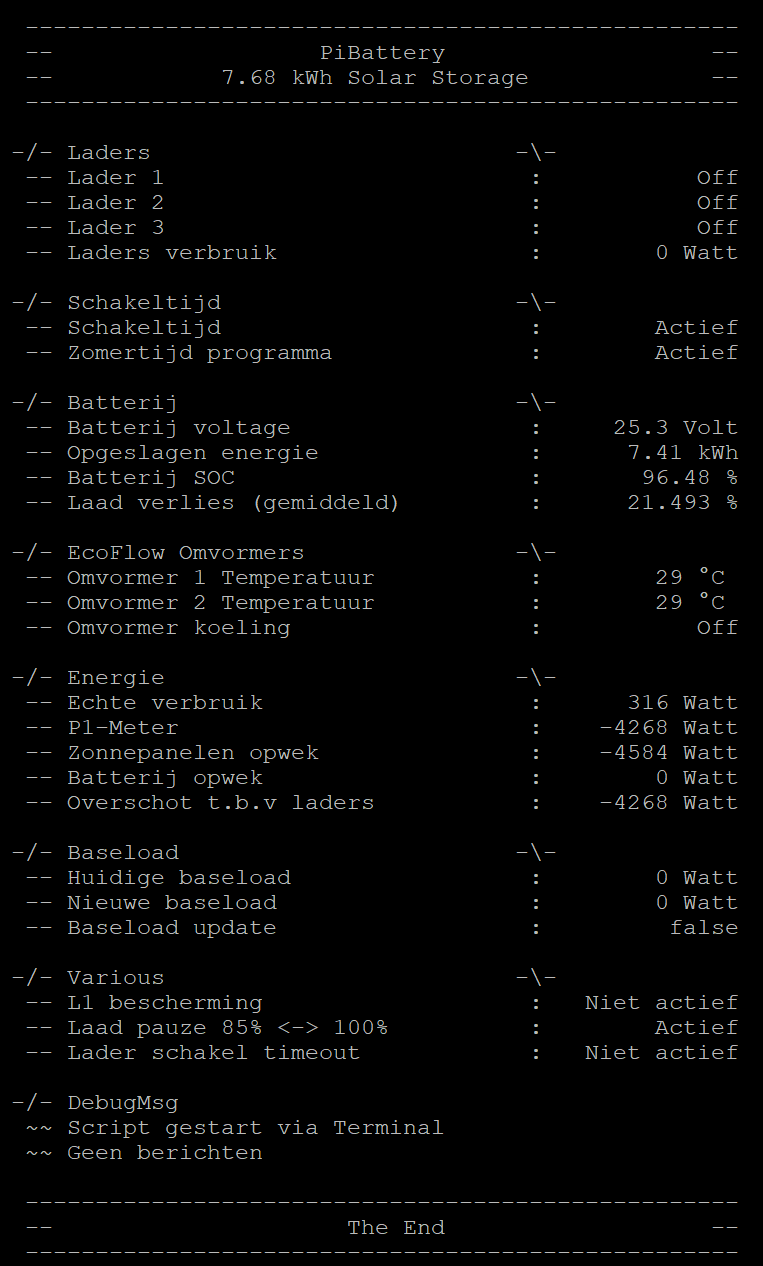 ---------------------------------------------------
-- PiBattery --
-- 7.68 kWh Solar Storage --
---------------------------------------------------
-/- Laders -\-
-- Lader 1 : Off
-- Lader 2 : Off
-- Lader 3 : Off
-- Laders verbruik : 0 Watt
-/- Schakeltijd -\-
-- Schakeltijd : Actief
-- Zomertijd programma : Actief
-/- Batterij -\-
-- Batterij voltage : 25.3 Volt
-- Opgeslagen energie : 7.41 kWh
-- Batterij SOC : 96.48 %
-- Laad verlies (gemiddeld) : 21.493 %
-/- EcoFlow Omvormers -\-
-- Omvormer 1 Temperatuur : 29 °C
-- Omvormer 2 Temperatuur : 29 °C
-- Omvormer koeling : Off
-/- Energie -\-
-- Echte verbruik : 316 Watt
-- P1-Meter : -4268 Watt
-- Zonnepanelen opwek : -4584 Watt
-- Batterij opwek : 0 Watt
-- Overschot t.b.v laders : -4268 Watt
-/- Baseload -\-
-- Huidige baseload : 0 Watt
-- Nieuwe baseload : 0 Watt
-- Baseload update : false
-/- Various -\-
-- L1 bescherming : Niet actief
-- Laad pauze 85% <-> 100% : Actief
-- Lader schakel timeout : Niet actief
-/- DebugMsg
~~ Script gestart via Terminal
~~ Geen berichten
---------------------------------------------------
-- The End --
---------------------------------------------------